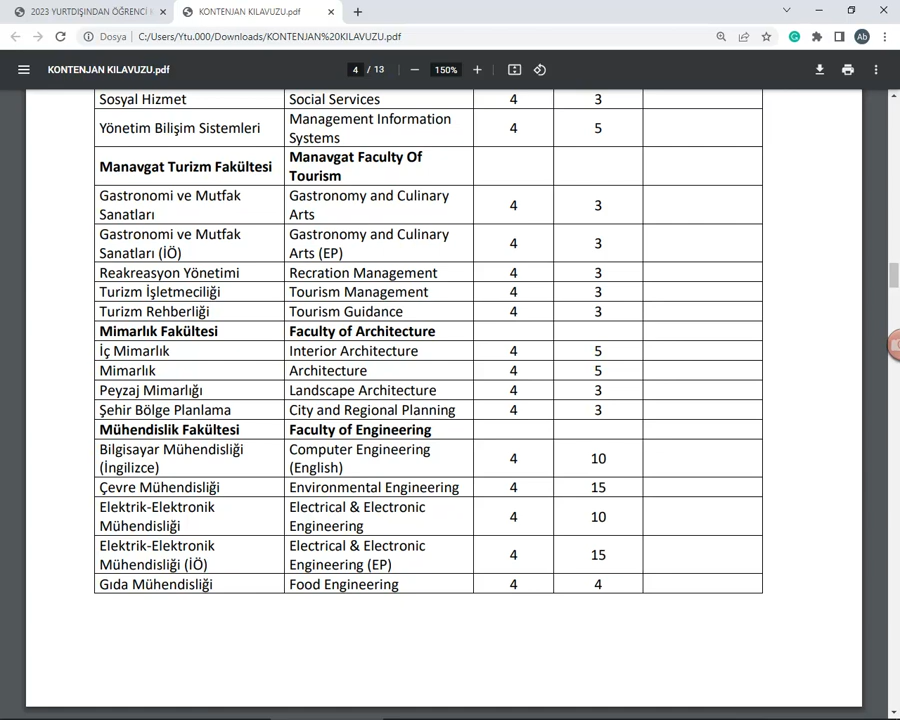 2023 YURTDIŞINDAN ÖĞRENCİ K
KONTENJAN KILAVUZU.pdf
Dosya
C:/Users/Ytu.000/Downloads/KONTENJAN%20KILAVUZU.pdf
Ab
KONTENJAN KILAVUZU.pdf
4 / 13
150%
Sosyal Hizmet Social Services 4 3
Yönetim Bilişim Sistemleri Management Information 4 5
Systems
Manavgat Turizm Fakültesi Manavgat Faculty Of
Tourism
Gastronomi ve Mutfak Gastronomy and Culinary
Sanatları Arts 4 3
Gastronomi ve Mutfak Gastronomy and Culinary
Sanatları (İÖ) Arts (EP) 4 3
Reakreasyon Yönetimi Recration Management 4 3
Turizm İşletmeciliği Tourism Management 4 3
Turizm Rehberliği Tourism Guidance 4 3
Mimarlık Fakültesi Faculty of Architecture
İç Mimarlık Interior Architecture 4 5
Mimarlık Architecture 4 5
Peyzaj Mimarlığı Landscape Architecture 4 3
Şehir Bölge Planlama City and Regional Planning 4 3
Mühendislik Fakültesi Faculty of Engineering
Bilgisayar Mühendisliği Computer Engineering
(İngilizce) (English) 4 10
Çevre Mühendisliği Environmental Engineering 4 15
Elektrik-Elektronik Electrical & Electronic
Mühendisliği Engineering 4 10
Elektrik-Elektronik Electrical & Electronic
Mühendisliği (İÖ) Engineering (EP) 4 15
Gıda Mühendisliği Food Engineering 4 4